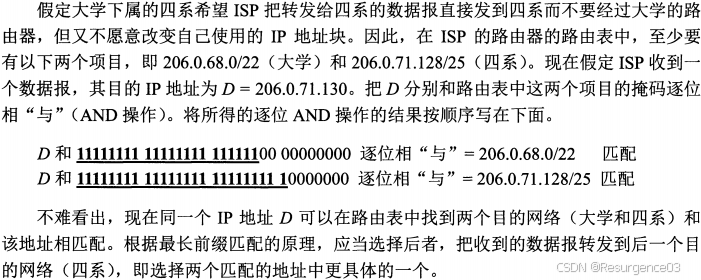 假定大学下属的四系希望 ISP 把转发给四系的数据报直接发到四系而不要经过大学的路
由器，但又不愿意改变自己使用的 IP 地址块。因此，在 ISP 的路由器的路由表中，至少要
有以下两个项目，即 206.0.68.0/22（大学）和 206.0.71.128/25（四系）。现在假定 ISP 收到一
个数据报，其目的 IP 地址为 D = 206.0.71.130。把 D 分别和路由表中这两个项目的掩码逐位
相“与”（AND 操作）。将所得的逐位 AND 操作的结果按顺序写在下面。
D 和 11111111 11111111 11111100 00000000 逐位相“与”= 206.0.68.0/22 匹配
D 和 11111111 11111111 11111111 10000000 逐位相“与”= 206.0.71.128/25 匹配
不难看出，现在同一个 IP 地址 D 可以在路由表中找到两个目的网络（大学和四系）和
该地址相匹配。根据最长前缀匹配的原理，应当选择后者，把收到的数据报转发到后一个目
的网络（四系），即选择两个匹配的地址中更具体的一个。
CSDN @Resurgence03